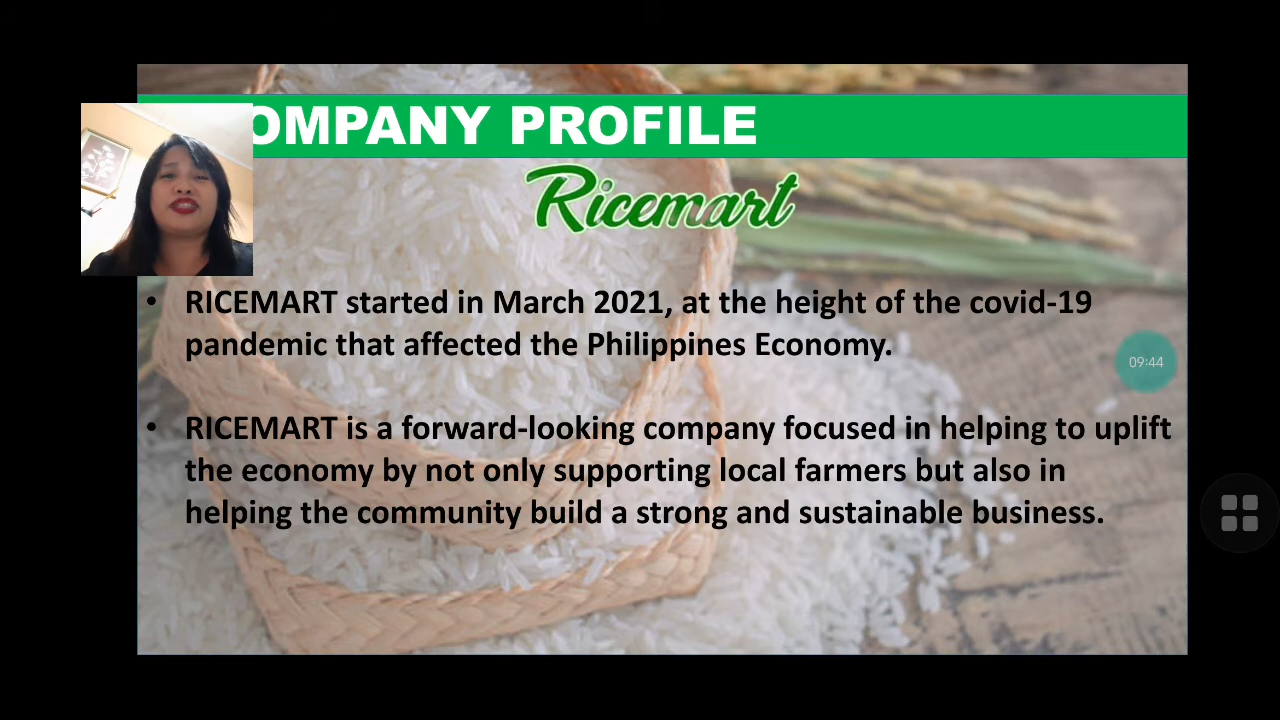 OMPANY PROFILE
Ricemart
• RICEMART started in March 2021, at the height of the covid-19
pandemic that affected the Philippines Economy.
09:44
• RICEMART is a forward-looking company focused in helping to uplift
the economy by not only supporting local farmers but also in
helping the community build a strong and sustainable business.